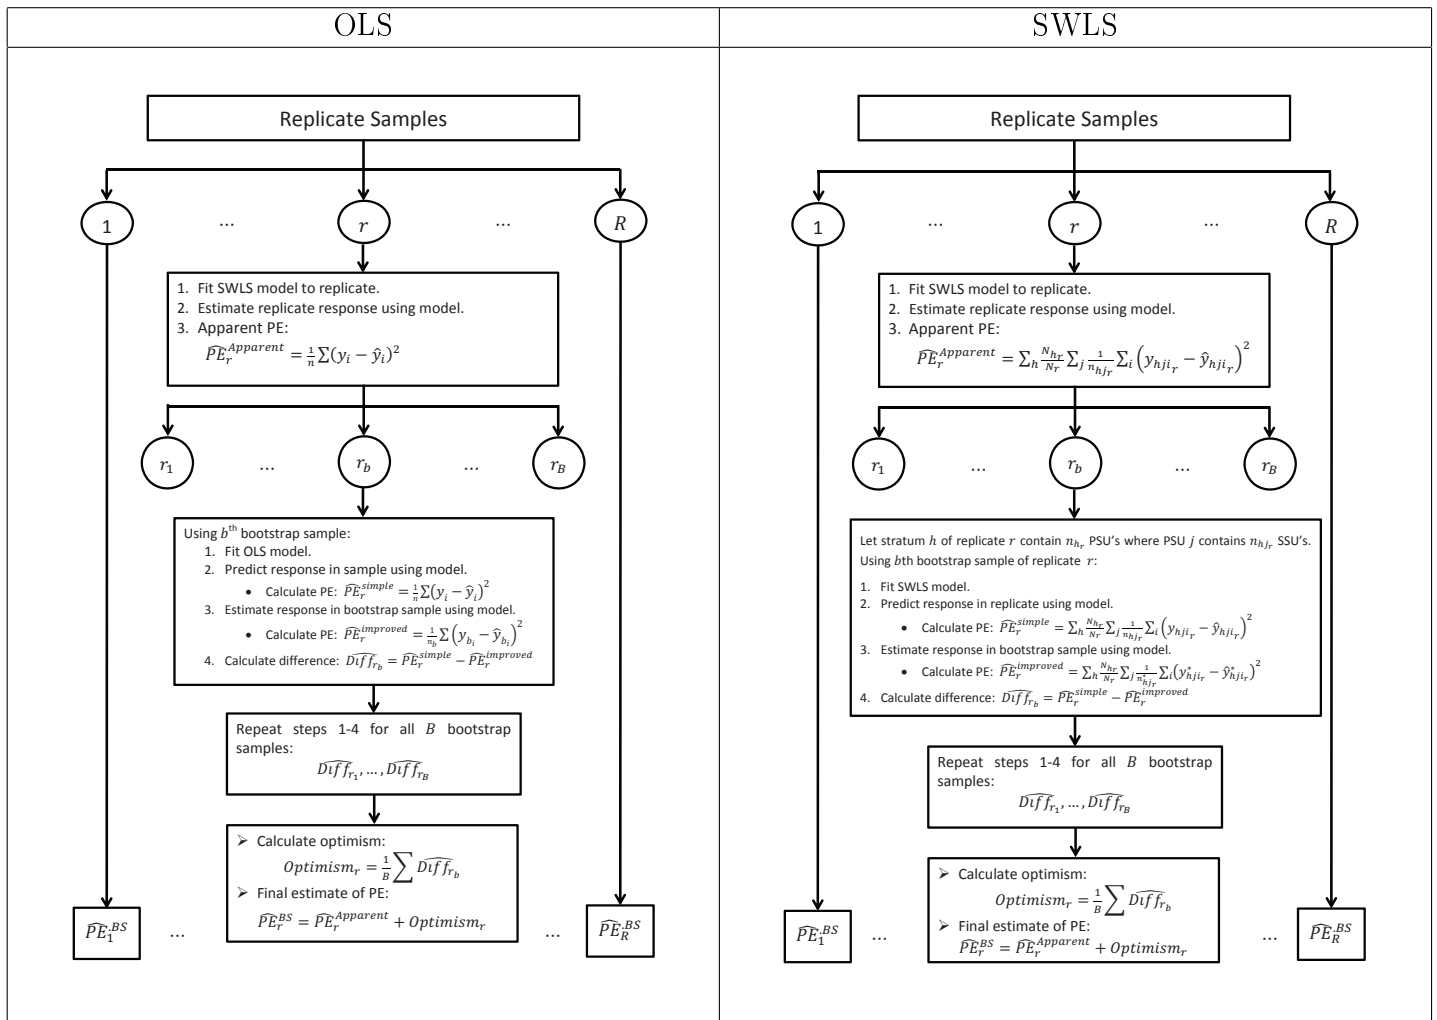 OLS
Replicate Samples
1
...
r
...
R
1. Fit SWLS model to replicate.
2. Estimate replicate response using model.
3. Apparent PE:
$\widehat{PE}_r^{Apparent} = \frac{1}{n}\sum(y_i - \hat{y}_i)^2$
r₁
...
r_b
...
r_B
Using b^th bootstrap sample:
1. Fit OLS model.
2. Predict response in sample using model.
• Calculate PE: $\widehat{PE}_r^{simple} = \frac{1}{n}\sum(y_i - \hat{y}_i)^2$
3. Estimate response in bootstrap sample using model.
• Calculate PE: $\widehat{PE}_r^{improved} = \frac{1}{n_b}\sum(y_{b_i} - \hat{y}_{b_i})^2$
4. Calculate difference: $\widehat{Diff}_{r_b} = \widehat{PE}_r^{simple} - \widehat{PE}_r^{improved}$
Repeat steps 1-4 for all B bootstrap
samples:
$\widehat{Diff}_{r_1}, \ldots, \widehat{Diff}_{r_B}$
➢ Calculate optimism:
$Optimism_r = \frac{1}{B}\sum \widehat{Diff}_{r_b}$
➢ Final estimate of PE:
$\widehat{PE}_r^{BS} = \widehat{PE}_r^{Apparent} + Optimism_r$
$\widehat{PE}_1^{.BS}$
...
...
$\widehat{PE}_R^{.BS}$
SWLS
Replicate Samples
1
...
r
...
R
1. Fit SWLS model to replicate.
2. Estimate replicate response using model.
3. Apparent PE:
$\widehat{PE}_r^{Apparent} = \sum_h \frac{N_{h_r}}{N_r} \sum_j \frac{1}{n_{hj_r}} \sum_i (y_{hji_r} - \hat{y}_{hji_r})^2$
r₁
...
r_b
...
r_B
Let stratum h of replicate r contain $n_{h_r}$ PSU's where PSU j contains $n_{hj_r}$ SSU's.
Using bth bootstrap sample of replicate r:
1. Fit SWLS model.
2. Predict response in replicate using model.
• Calculate PE: $\widehat{PE}_r^{simple} = \sum_h \frac{N_{h_r}}{N_r} \sum_j \frac{1}{n_{hj_r}} \sum_i (y_{hji_r} - \hat{y}_{hji_r})^2$
3. Estimate response in bootstrap sample using model.
• Calculate PE: $\widehat{PE}_r^{improved} = \sum_h \frac{N_{h_r}}{N_r} \sum_j \frac{1}{n^*_{hj_r}} \sum_i (y^*_{hji_r} - \hat{y}^*_{hji_r})^2$
4. Calculate difference: $\widehat{Diff}_{r_b} = \widehat{PE}_r^{simple} - \widehat{PE}_r^{improved}$
Repeat steps 1-4 for all B bootstrap
samples:
$\widehat{Diff}_{r_1}, \ldots, \widehat{Diff}_{r_B}$
➢ Calculate optimism:
$Optimism_r = \frac{1}{B}\sum \widehat{Diff}_{r_b}$
➢ Final estimate of PE:
$\widehat{PE}_r^{BS} = \widehat{PE}_r^{Apparent} + Optimism_r$
$\widehat{PE}_1^{.BS}$
...
...
$\widehat{PE}_R^{.BS}$